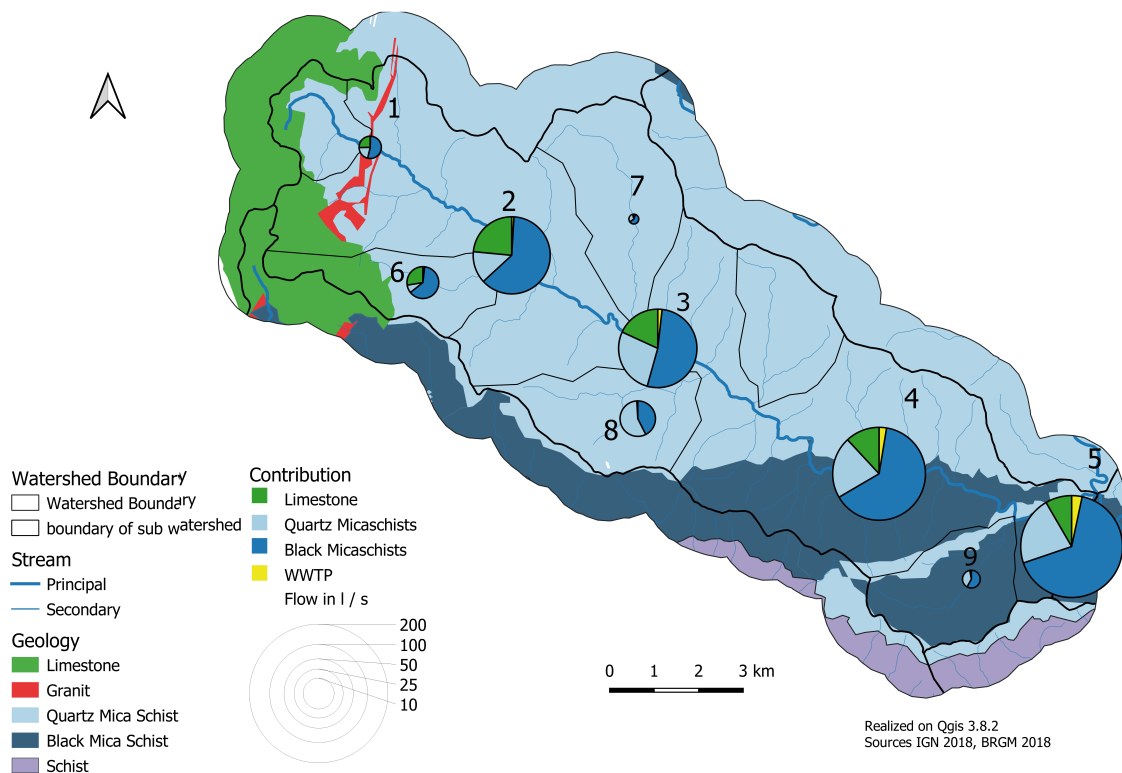 1
2
7
6
3
8
4
5
9
Watershed Boundary
Watershed Boundary
boundary of sub watershed
Stream
Principal
Secondary
Geology
Limestone
Granit
Quartz Mica Schist
Black Mica Schist
Schist
Contribution
Limestone
Quartz Micaschists
Black Micaschists
WWTP
Flow in l / s
200
100
50
25
10
0 1 2 3 km
Realized on Qgis 3.8.2
Sources IGN 2018, BRGM 2018